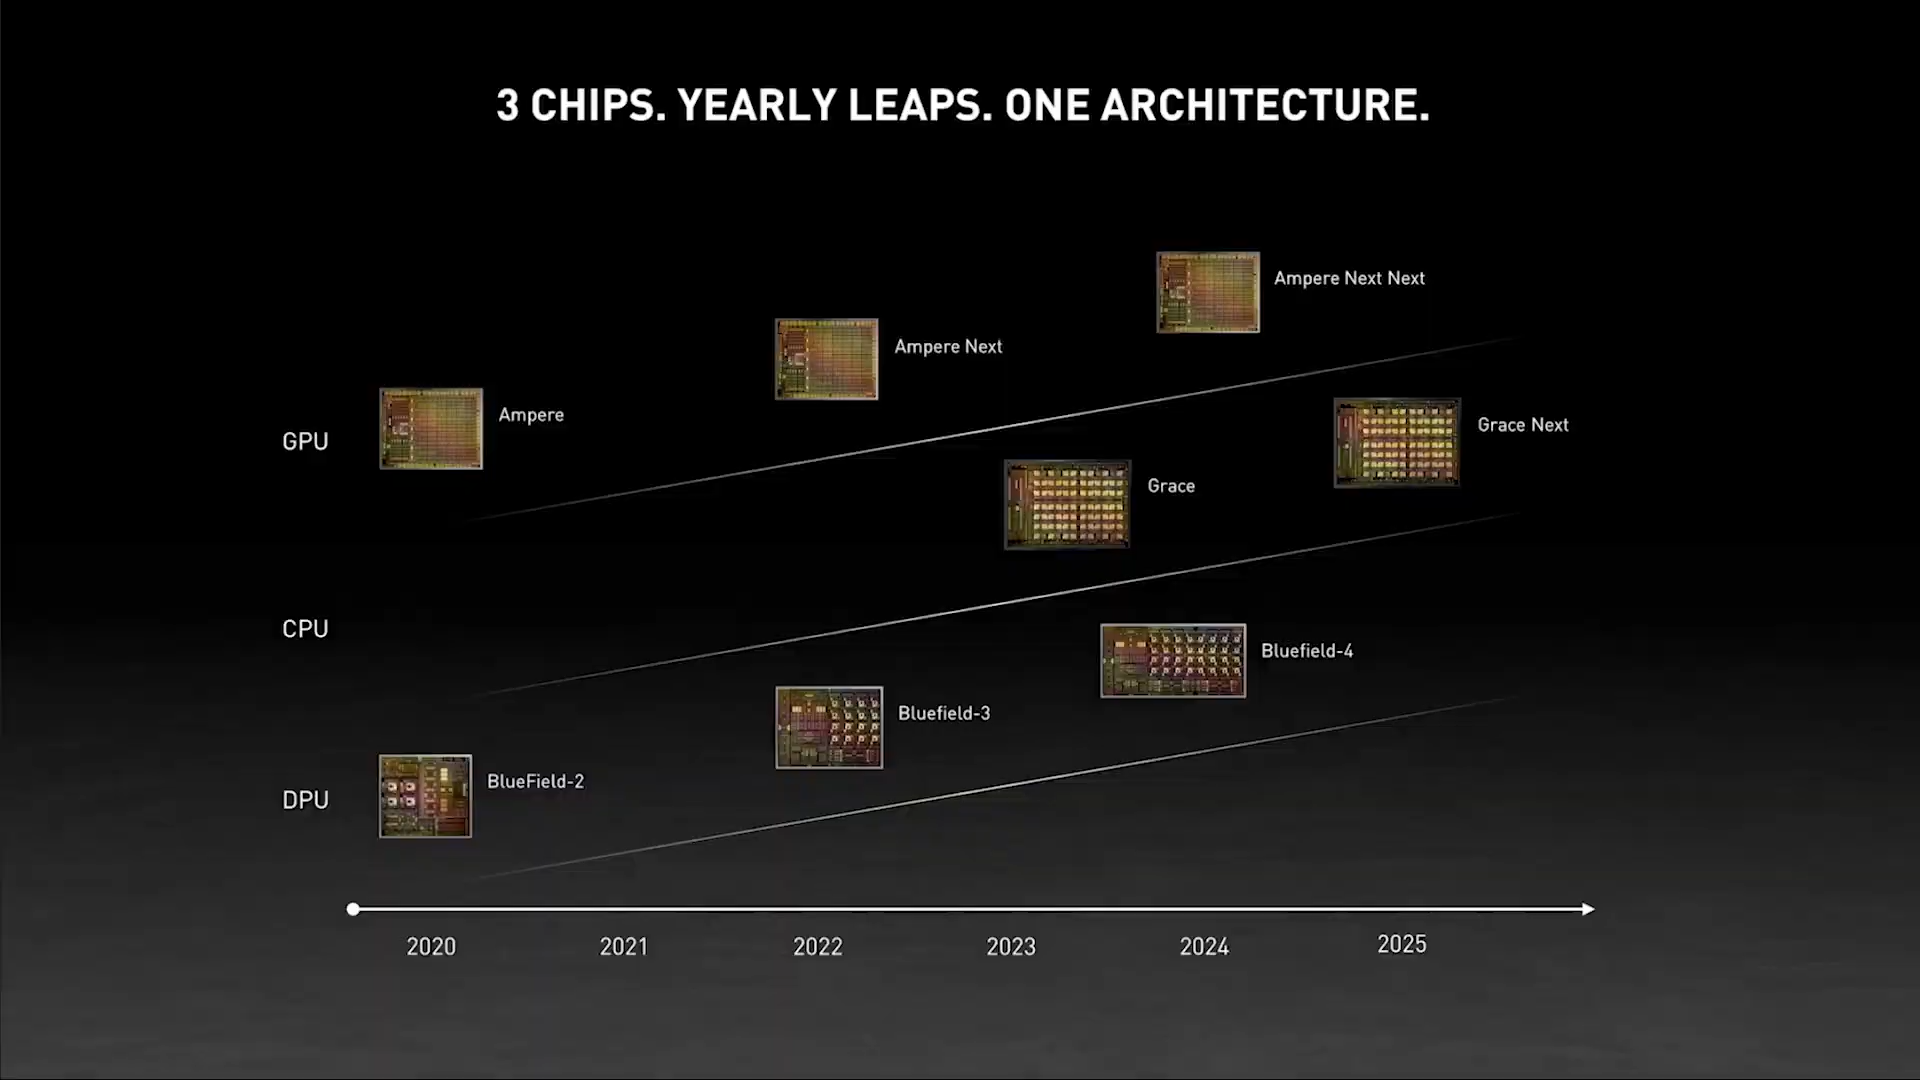 3 CHIPS. YEARLY LEAPS. ONE ARCHITECTURE.
Ampere Next Next
Ampere Next
Ampere
GPU
Grace Next
Grace
CPU
Bluefield-4
Bluefield-3
BlueField-2
DPU
2020 2021 2022 2023 2024 2025